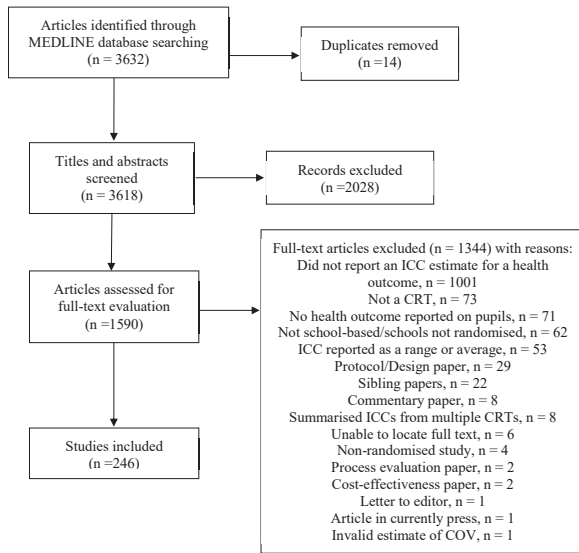 Articles identified through
MEDLINE database searching
(n = 3632)
Duplicates removed
(n =14)
Titles and abstracts
screened
(n = 3618)
Records excluded
(n =2028)
Articles assessed for
full-text evaluation
(n =1590)
Full-text articles excluded (n = 1344) with reasons:
Did not report an ICC estimate for a health
outcome, n = 1001
Not a CRT, n = 73
No health outcome reported on pupils, n = 71
Not school-based/schools not randomised, n = 62
ICC reported as a range or average, n = 53
Protocol/Design paper, n = 29
Sibling papers, n = 22
Commentary paper, n = 8
Summarised ICCs from multiple CRTs, n = 8
Unable to locate full text, n = 6
Non-randomised study, n = 4
Process evaluation paper, n = 2
Cost-effectiveness paper, n = 2
Letter to editor, n = 1
Article in currently press, n = 1
Invalid estimate of COV, n = 1
Studies included
(n =246)